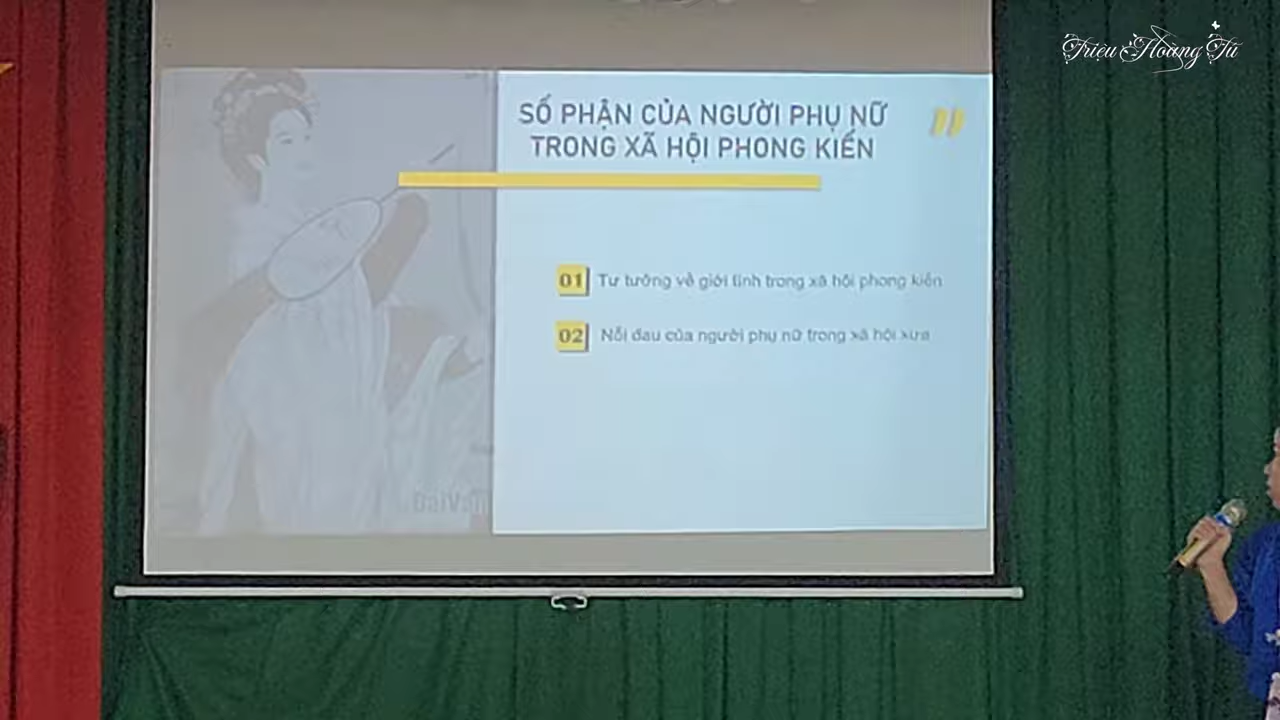 Triệu Hoàng Tử
SỐ PHẬN CỦA NGƯỜI PHỤ NỮ
TRONG XÃ HỘI PHONG KIẾN
01 Tư tưởng về giới tính trong xã hội phong kiến
02 Nỗi đau của người phụ nữ trong xã hội xưa